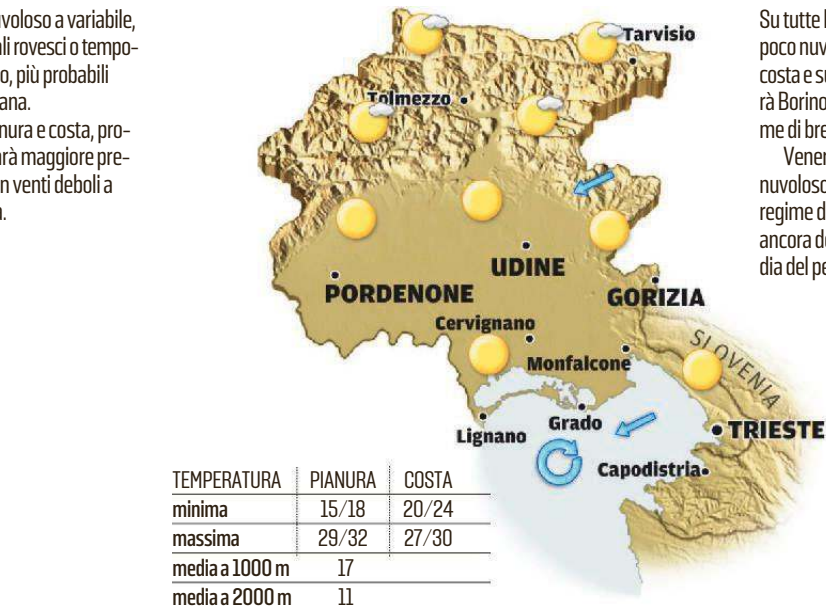 voloso a variabile,
ali rovesci o tempo-
o, più probabili
ana.
nura e costa, pro-
arà maggiore pre-
n venti deboli a
Tarvisio
Tolmezzo
UDINE
PORDENONE
GORIZIA
Cervignano
Monfalcone
SLOVENIA
Grado
Lignano
TRIESTE
Capodistria
TEMPERATURA PIANURA COSTA
minima 15/18 20/24
massima 29/32 27/30
media a 1000 m 17
media a 2000 m 11
Su tutte l
poco nuv
costa e su
rà Borino
me di bre
Vener
nuvoloso
regime d
ancora de
dia del pe